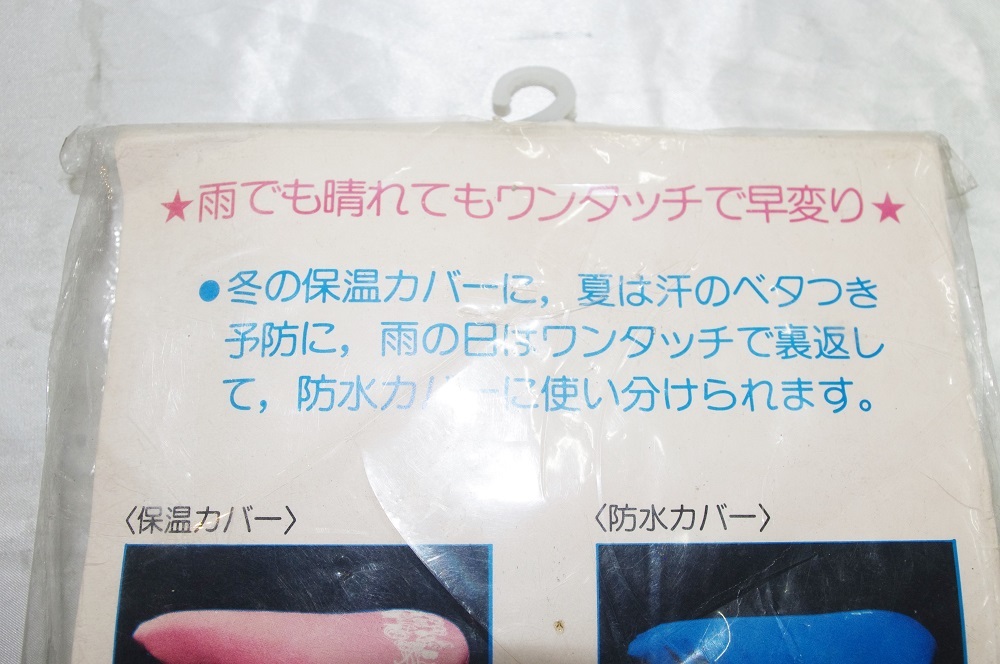 ★雨でも晴れてもワンタッチで早変り★
●冬の保温カバーに，夏は汗のベタつき
予防に，雨の日はワンタッチで裏返し
て，防水カバーに使い分けられます。
〈保温カバー〉
〈防水カバー〉